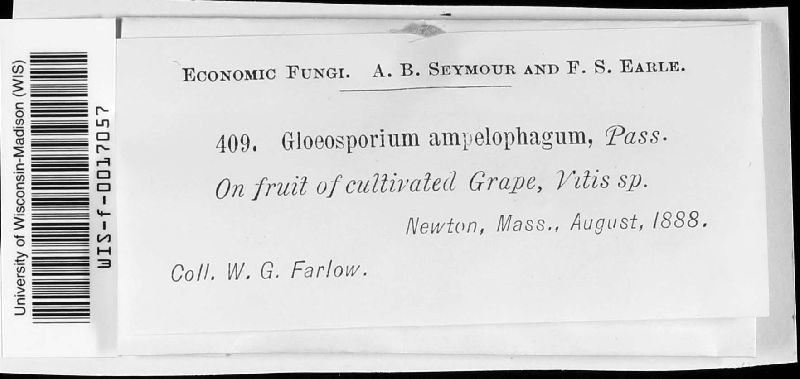 University of Wisconsin-Madison (WIS)
WIS-f-0017057
ECONOMIC FUNGI. A. B. SEYMOUR AND F. S. EARLE.
409. Gloeosporium ampelophagum, Pass.
On fruit of cultivated Grape, Vitis sp.
Newton, Mass., August, 1888.
Coll. W. G. Farlow.